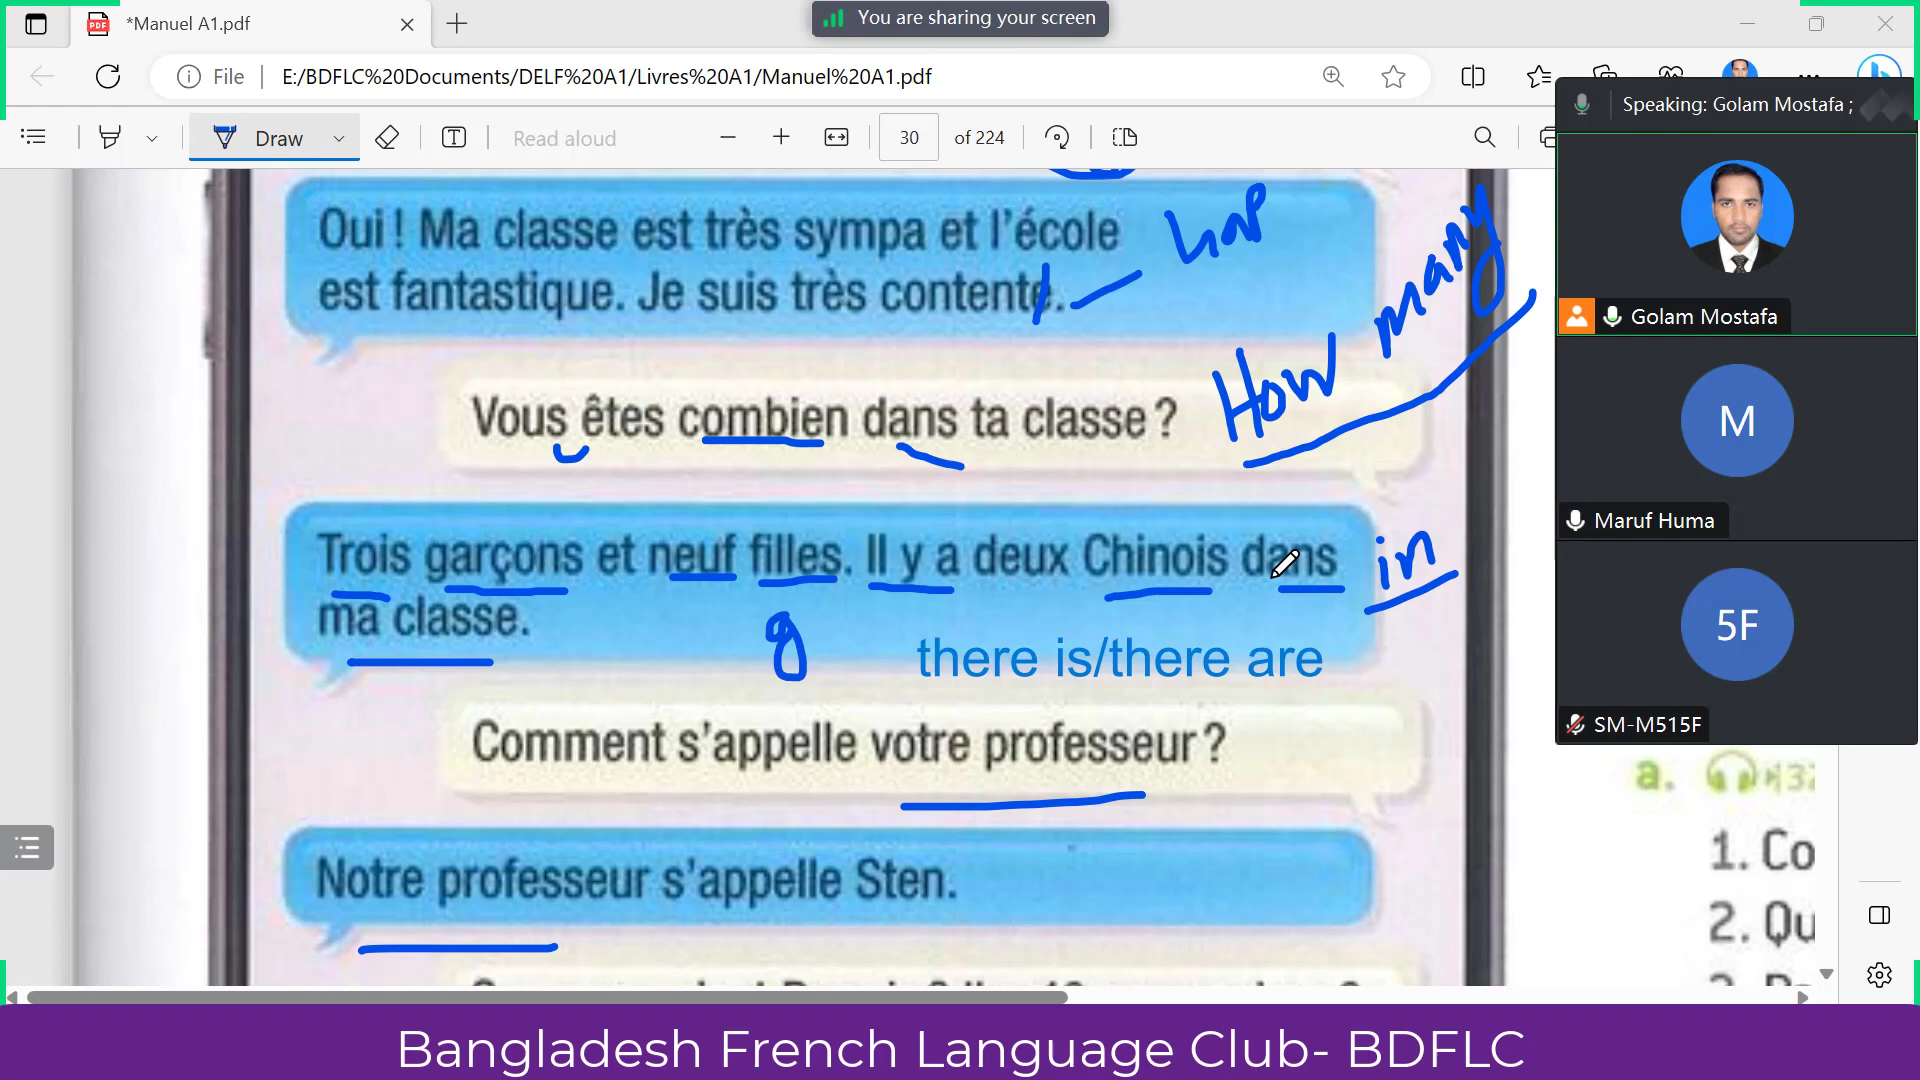 *Manuel A1.pdf
You are sharing your screen
File
E:/BDFLC%20Documents/DELF%20A1/Livres%20A1/Manuel%20A1.pdf
Draw
Read aloud
30 of 224
Speaking: Golam Mostafa ;
Oui ! Ma classe est très sympa et l'école
est fantastique. Je suis très contente.
How many
Vous êtes combien dans ta classe ?
Trois garçons et neuf filles. Il y a deux Chinois dans
in
ma classe.
g
there is/there are
Comment s'appelle votre professeur ?
Notre professeur s'appelle Sten.
Golam Mostafa
M
Maruf Huma
5F
SM-M515F
a.
1. Co
2. Qu
Bangladesh French Language Club- BDFLC